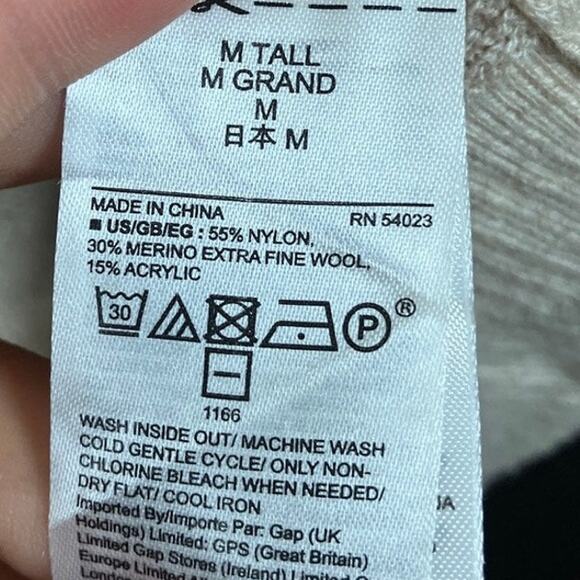 M TALL
M GRAND
M
日本 M
MADE IN CHINA RN 54023
■ US/GB/EG : 55% NYLON,
30% MERINO EXTRA FINE WOOL,
15% ACRYLIC
30 P ®
1166
WASH INSIDE OUT/ MACHINE WASH
COLD GENTLE CYCLE/ ONLY NON-
CHLORINE BLEACH WHEN NEEDED/
DRY FLAT/ COOL IRON
Imported By/Importe Par: Gap (UK
Holdings) Limited: GPS (Great Britain)
Limited Gap Stores (Ireland) Limited
Europe Limited